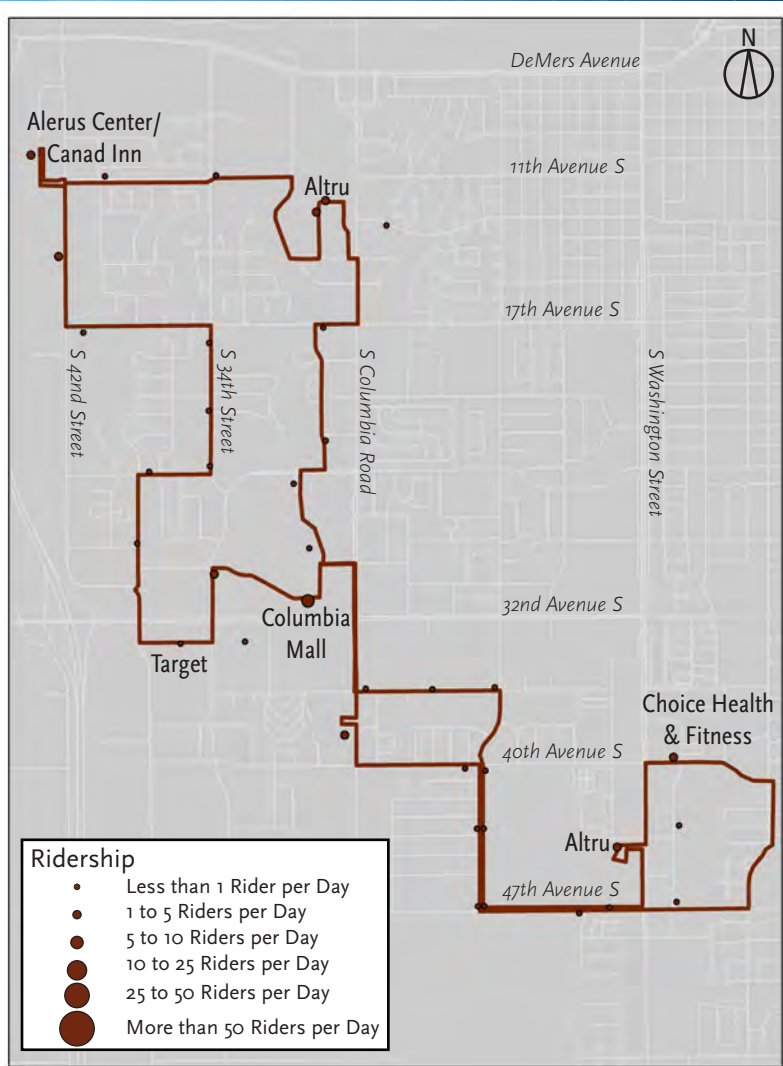 N
DeMers Avenue
Alerus Center/
Canad Inn
11th Avenue S
Altru
17th Avenue S
S 42nd Street
S 34th Street
S Columbia Road
S Washington Street
32nd Avenue S
Columbia
Mall
Target
Choice Health
& Fitness
40th Avenue S
Altru
47th Avenue S
Ridership
Less than 1 Rider per Day
1 to 5 Riders per Day
5 to 10 Riders per Day
10 to 25 Riders per Day
25 to 50 Riders per Day
More than 50 Riders per Day